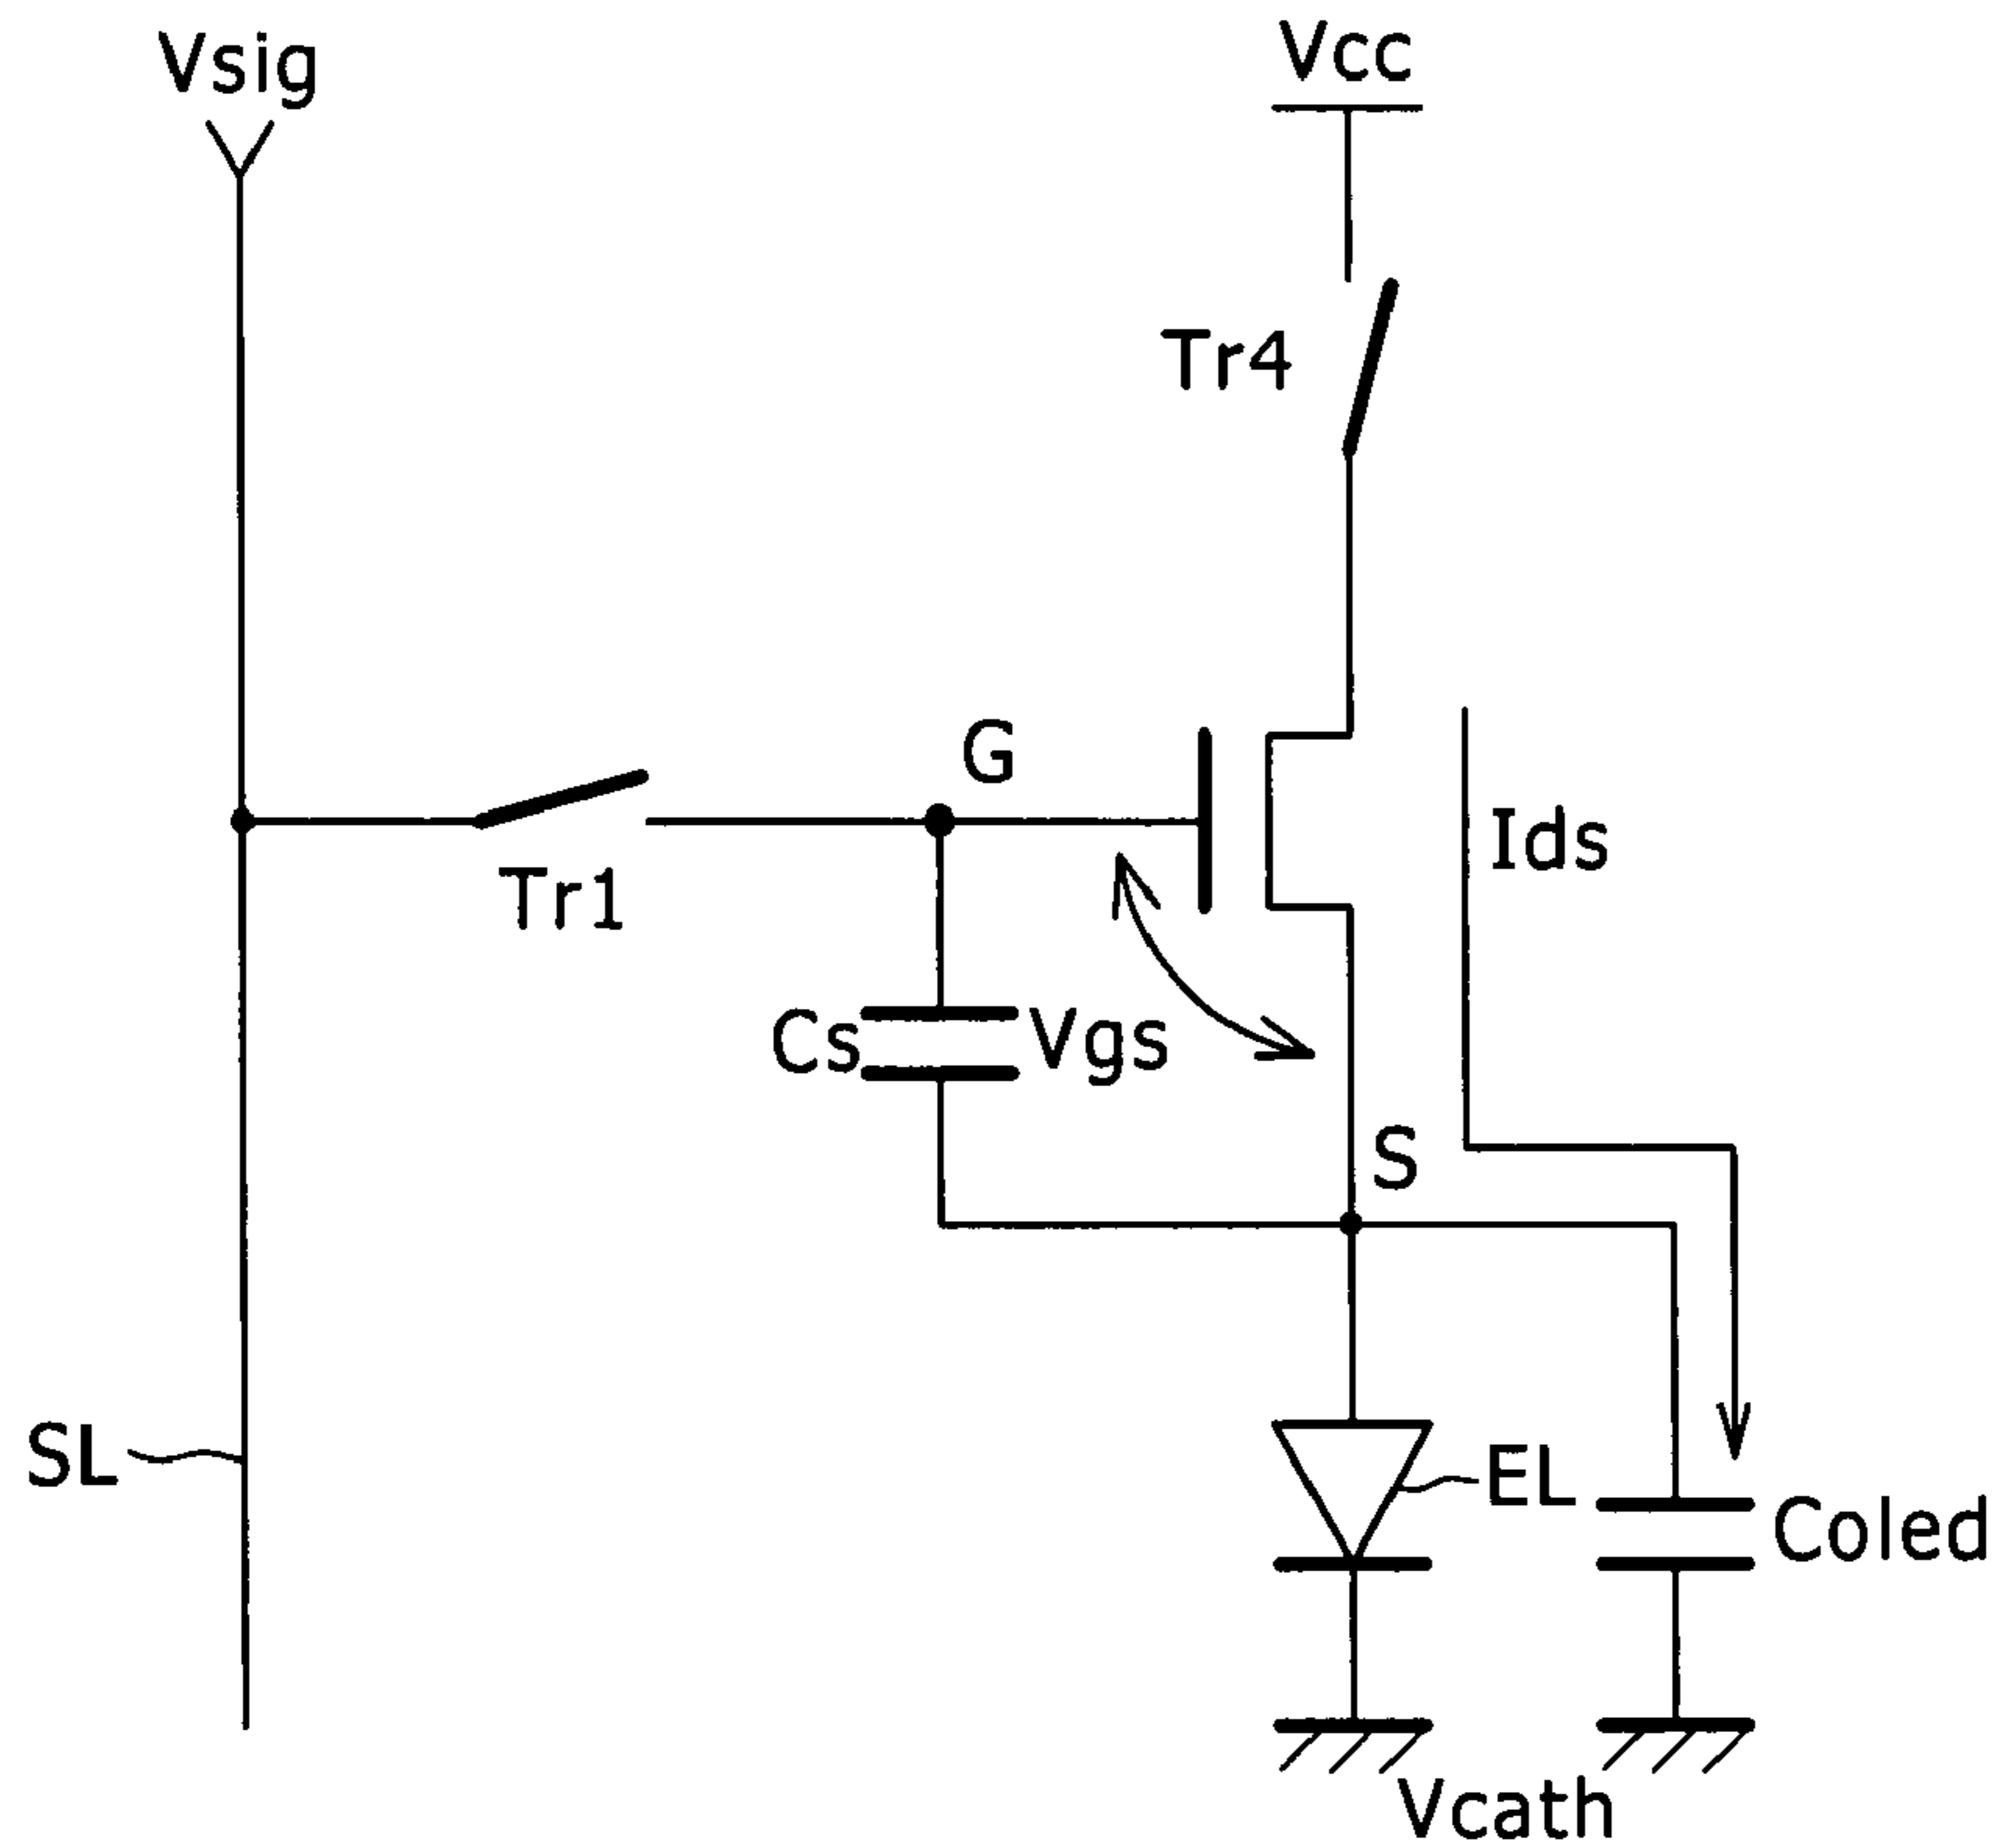 Vsig
Vcc
Tr4
G
Ids
Tr1
Cs
Vgs
S
SL
EL
Coled
Vcath